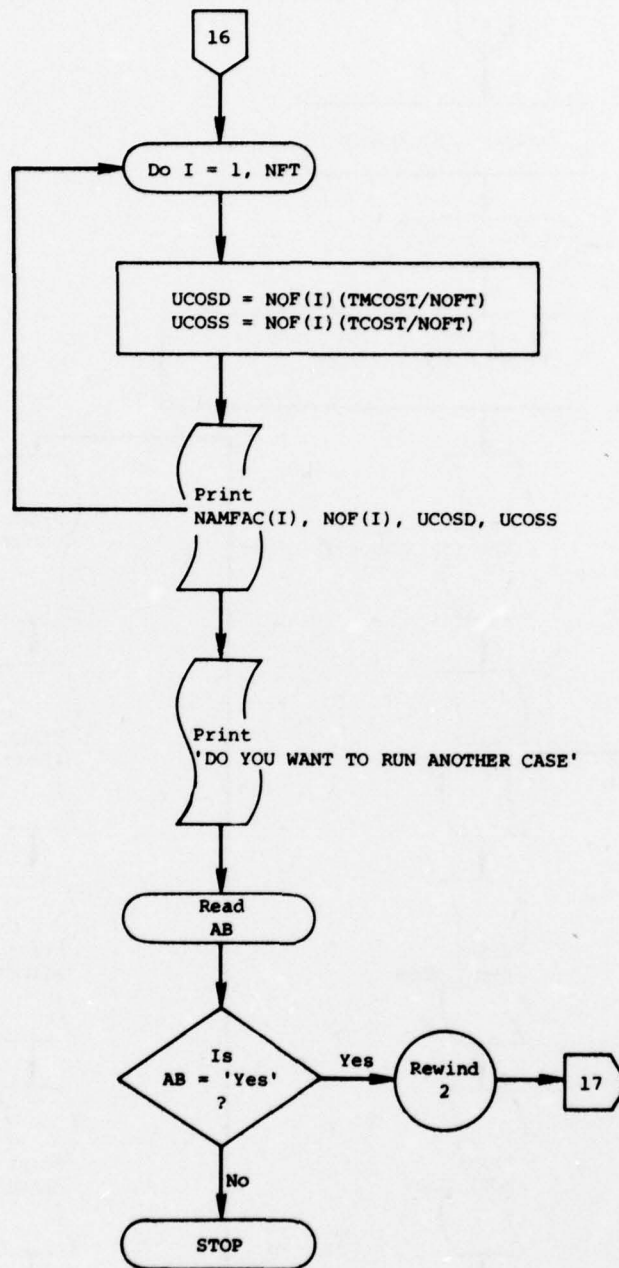 16
Do I = 1, NFT
UCOSD = NOF(I)(TMCOST/NOFT)
UCOSS = NOF(I)(TCOST/NOFT)
Print
NAMFAC(I), NOF(I), UCOSD, UCOSS
Print
'DO YOU WANT TO RUN ANOTHER CASE'
Read
AB
Is
AB = 'Yes'
?
Yes
Rewind
2
17
No
STOP